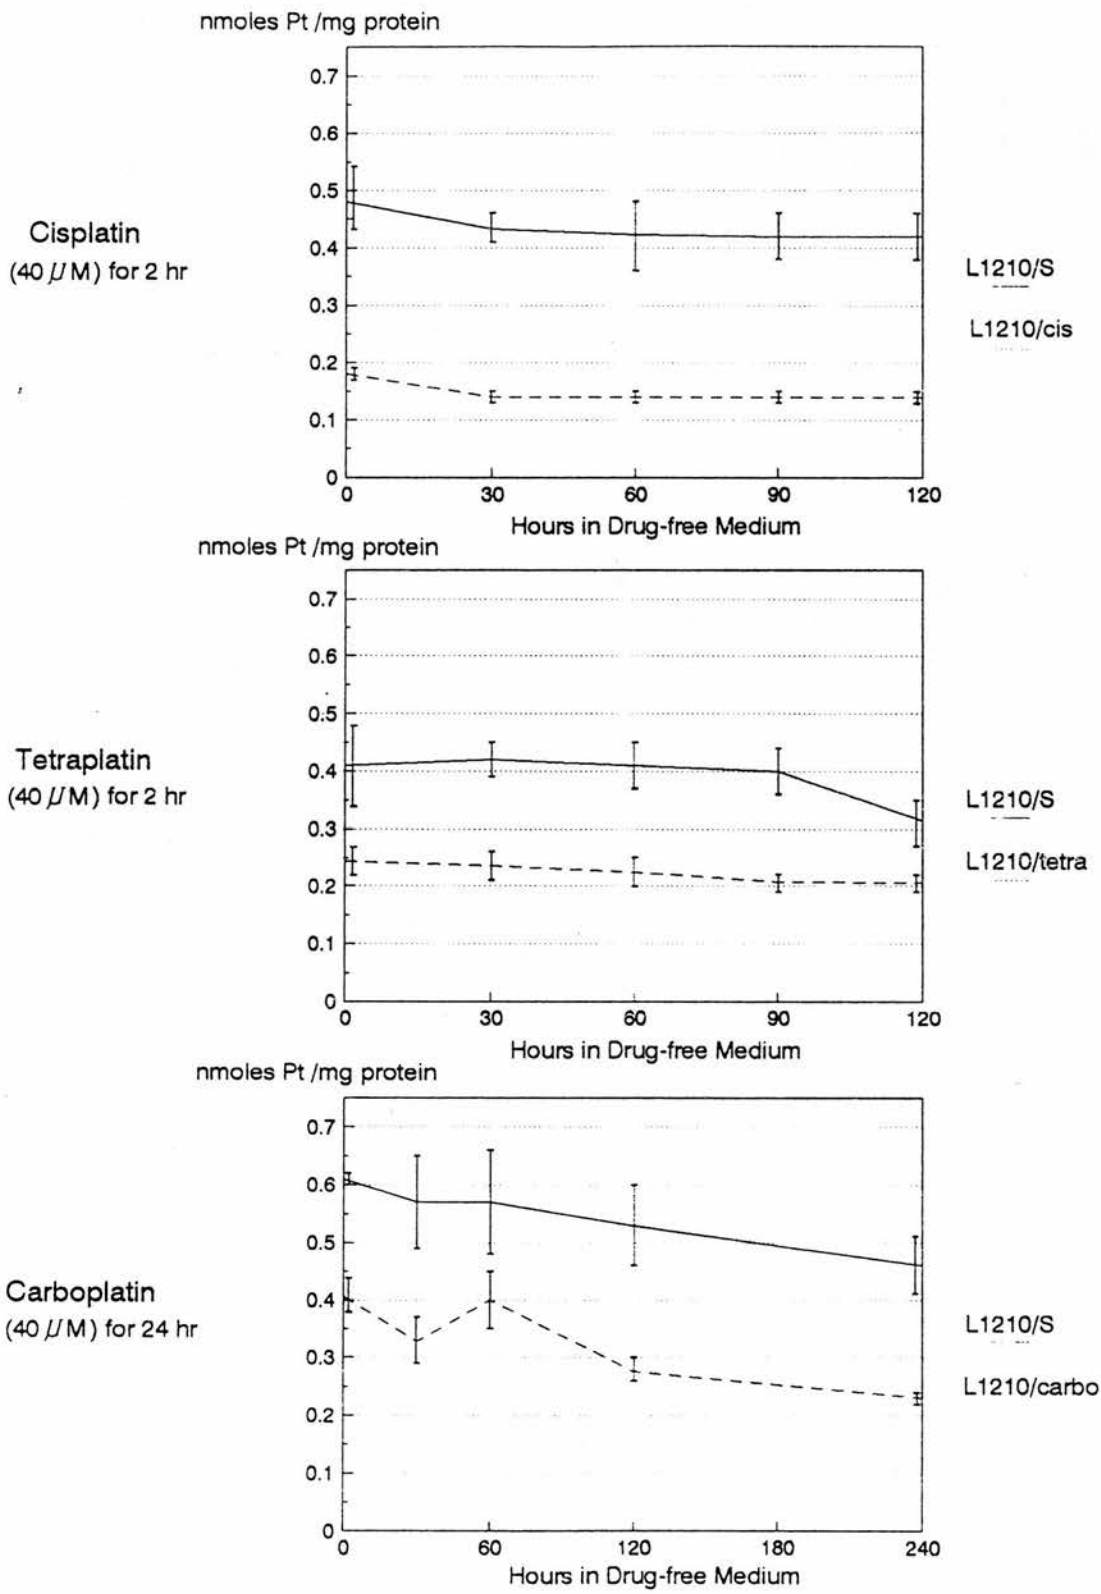 nmoles Pt /mg protein
0.7
0.6
0.5
0.4
0.3
0.2
0.1
0
0 30 60 90 120
Hours in Drug-free Medium
Cisplatin
(40 µM) for 2 hr
L1210/S
L1210/cis
nmoles Pt /mg protein
0.7
0.6
0.5
0.4
0.3
0.2
0.1
0
0 30 60 90 120
Hours in Drug-free Medium
Tetraplatin
(40 µM) for 2 hr
L1210/S
L1210/tetra
nmoles Pt /mg protein
0.7
0.6
0.5
0.4
0.3
0.2
0.1
0
0 60 120 180 240
Hours in Drug-free Medium
Carboplatin
(40 µM) for 24 hr
L1210/S
L1210/carbo